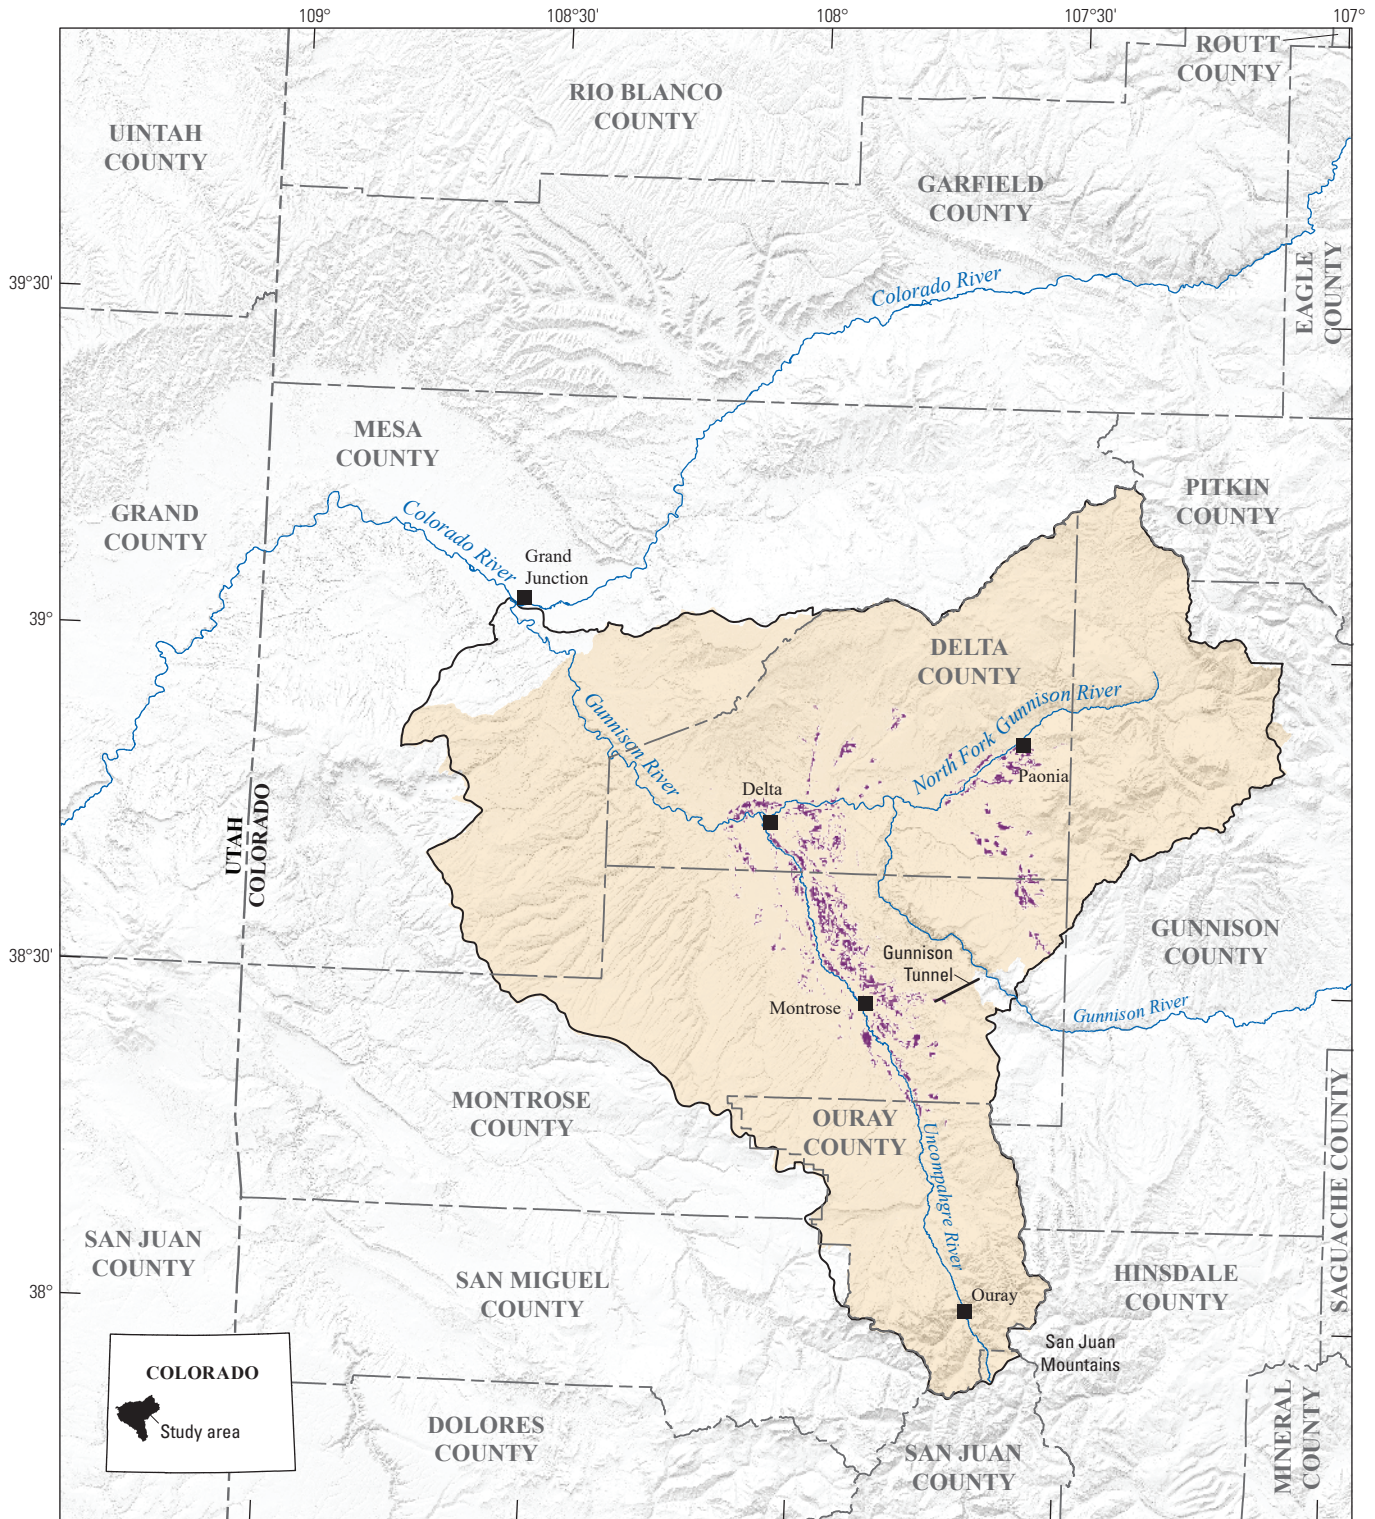 109°
108°30'
108°
107°30'
107°
ROUTT
COUNTY
RIO BLANCO
COUNTY
UINTAH
COUNTY
GARFIELD
COUNTY
39°30'
EAGLE
COUNTY
Colorado River
MESA
COUNTY
PITKIN
COUNTY
GRAND
COUNTY
Colorado River
Grand
Junction
39°
DELTA
COUNTY
Gunnison River
North Fork Gunnison River
Paonia
Delta
UTAH
COLORADO
38°30'
GUNNISON
COUNTY
Gunnison
Tunnel
Montrose
Gunnison River
MONTROSE
COUNTY
OURAY
COUNTY
Uncompahgre River
SAGUACHE COUNTY
SAN JUAN
COUNTY
SAN MIGUEL
COUNTY
HINSDALE
COUNTY
38°
Ouray
San Juan
Mountains
COLORADO
Study area
DOLORES
COUNTY
SAN JUAN
COUNTY
MINERAL
COUNTY